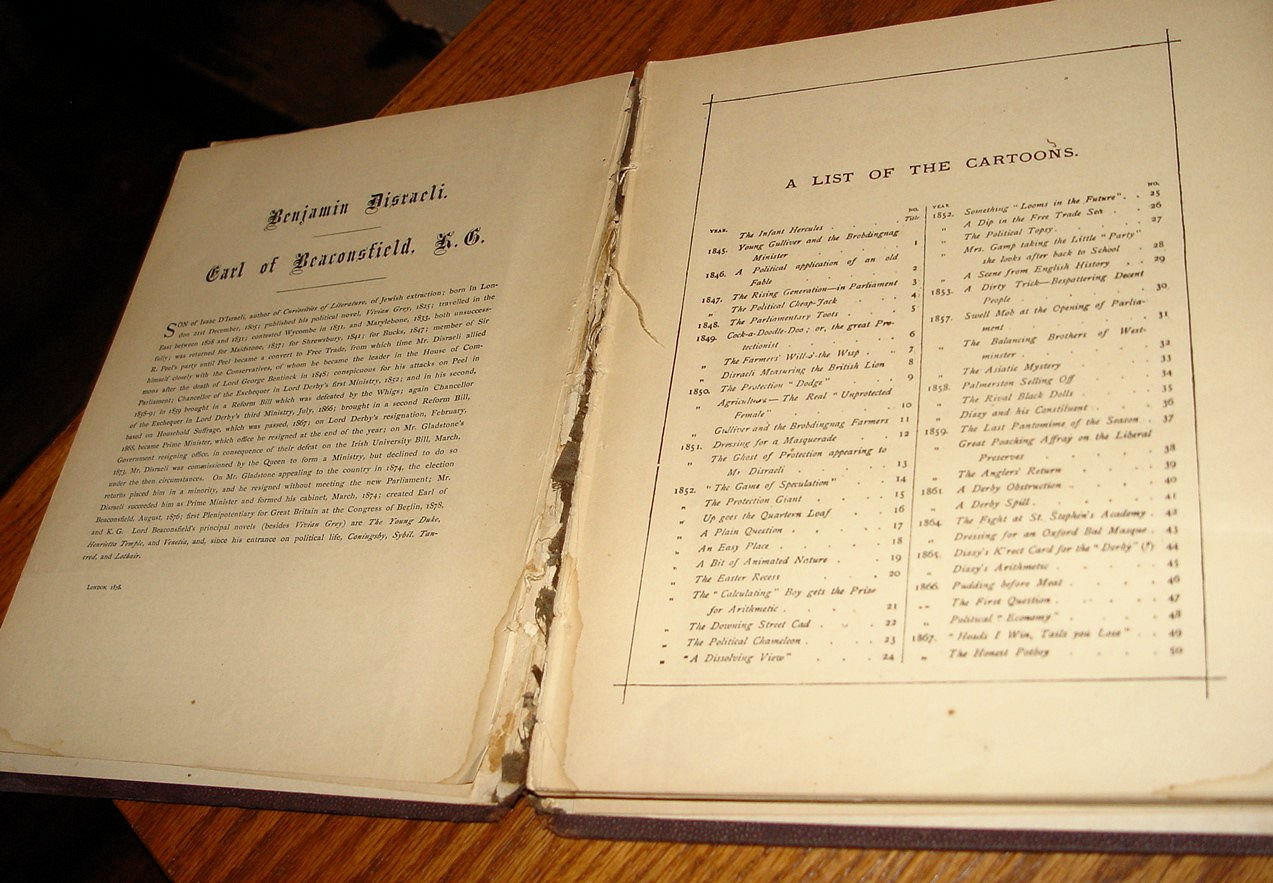 Benjamin Disraeli.
Earl of Beaconsfield, K.G.
SON of Isaac D'Israeli, author of Curiosities of Literature, of Jewish extraction; born in Lon-
don 21st December, 1805; published his political novel, Vivian Grey, 1825; travelled in the
East between 1828 and 1831; contested Wycombe in 1831, and Marylebone, 1833, both unsuccess-
fully; was returned for Maidstone, 1837; for Shrewsbury, 1841; for Bucks, 1847; member of Sir
R. Peel's party until Peel became a convert to Free Trade, from which time Mr. Disraeli allied
himself closely with the Conservatives, of whom he became the leader in the House of Com-
mons after the death of Lord George Bentinck in 1848; conspicuous for his attacks on Peel in
Parliament; Chancellor of the Exchequer in Lord Derby's first Ministry, 1852; and in his second,
1858-9; in 1859 brought in a Reform Bill which was defeated by the Whigs; again Chancellor
of the Exchequer in Lord Derby's third Ministry, July, 1866; brought in a second Reform Bill,
based on Household Suffrage, which was passed, 1867; on Lord Derby's resignation, February,
1868, became Prime Minister, which office he resigned at the end of the year; on Mr. Gladstone's
Government resigning office, in consequence of their defeat on the Irish University Bill, March,
1873, Mr. Disraeli was commissioned by the Queen to form a Ministry, but declined to do so
under the then circumstances. On Mr. Gladstone appealing to the country in 1874, the election
returns placed him in a minority, and he resigned without meeting the new Parliament; Mr.
Disraeli succeeded him as Prime Minister and formed his cabinet, March, 1874; created Earl of
Beaconsfield, August, 1876; first Plenipotentiary for Great Britain at the Congress of Berlin, 1878,
and K.G. Lord Beaconsfield's principal novels (besides Vivian Grey) are The Young Duke,
Henrietta Temple, and Venetia, and, since his entrance on political life, Coningsby, Sybil, Tan-
cred, and Lothair.
LONDON, 1878.
A LIST OF THE CARTOONS.
YEAR. NO.
The Infant Hercules . . Title
1845. Young Gulliver and the Brobdingnag
Minister . . 1
1846. A Political application of an old
Fable . . 2
1847. The Rising Generation—in Parliament 3
" The Political Cheap-Jack . . 4
1848. The Parliamentary Toots . . 5
1849. Cock-a-Doodle-Doo; or, the great Pro-
tectionist . . 6
" The Farmers' Will-o'-the Wisp . . 7
" Disraeli Measuring the British Lion 8
1850. The Protection "Dodge" . . 9
" Agriculture—The Real "Unprotected
Female" . . 10
" Gulliver and the Brobdingnag Farmers 11
1851. Dressing for a Masquerade . . 12
" The Ghost of Protection appearing to
Mr Disraeli . . 13
1852. "The Game of Speculation" . . 14
" The Protection Giant . . 15
" Up goes the Quartern Loaf . . 16
" A Plain Question . . 17
" An Easy Place . . 18
" A Bit of Animated Nature . . 19
" The Easter Recess . . 20
" The "Calculating" Boy gets the Prize
for Arithmetic . . 21
" The Downing Street Cad . . 22
" The Political Chameleon . . 23
" "A Dissolving View" . . 24
YEAR. NO.
1852. Something "Looms in the Future" . . 25
" A Dip in the Free Trade Sea . . 26
" The Political Topsy . . 27
" Mrs. Gamp taking the Little "Party"
she looks after back to School . 28
" A Scene from English History . . 29
1853. A Dirty Trick—Bespattering Decent
People . . 30
1857. Swell Mob at the Opening of Parlia-
ment . . 31
" The Balancing Brothers of West-
minster . . 32
" The Asiatic Mystery . . 33
1858. Palmerston Selling Off . . 34
" The Rival Black Dolls . . 35
" Dizzy and his Constituent . . 36
1859. The Last Pantomime of the Season . 37
" Great Poaching Affray on the Liberal
Preserves . . 38
" The Anglers' Return . . 39
1861 A Derby Obstruction . . 40
" A Derby Spill . . 41
1864. The Fight at St. Stephen's Academy . 42
" Dressing for an Oxford Bal Masque . 43
1865. Dizzy's K'rect Card for the "Derby" (?) 44
" Dizzy's Arithmetic . . 45
1866. Pudding before Meat . . 46
" The First Question . . 47
" Political "Economy" . . 48
1867. "Heads I Win, Tails you Lose" . . 49
" The Honest Potboy . . 50